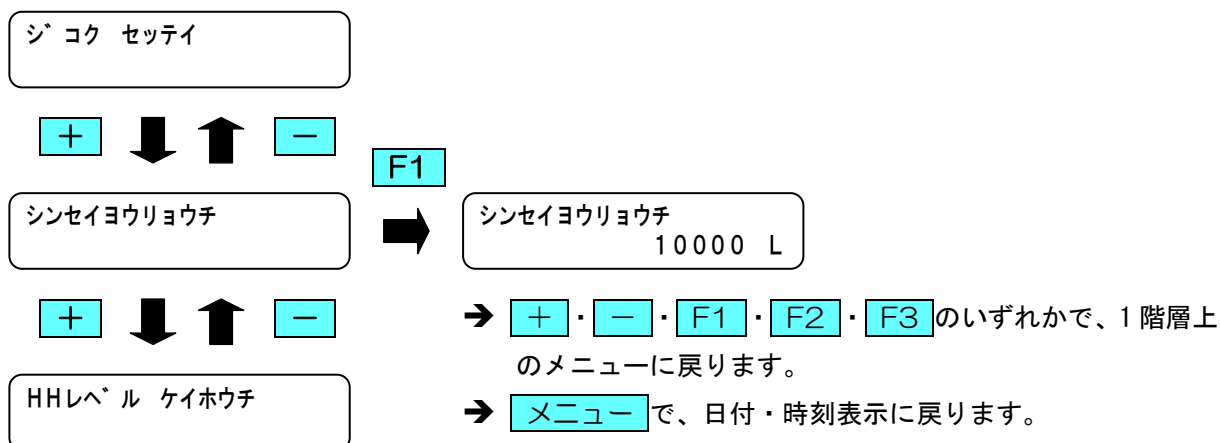 シﾞコク セッテイ
＋ －
F1
シンセイヨウリョウチ
シンセイヨウリョウチ
10000 L
＋ －
➔ ＋・－・F1・F2・F3のいずれかで、1階層上
のメニューに戻ります。
HHレヘﾞル ケイホウチ
➔ メニューで、日付・時刻表示に戻ります。